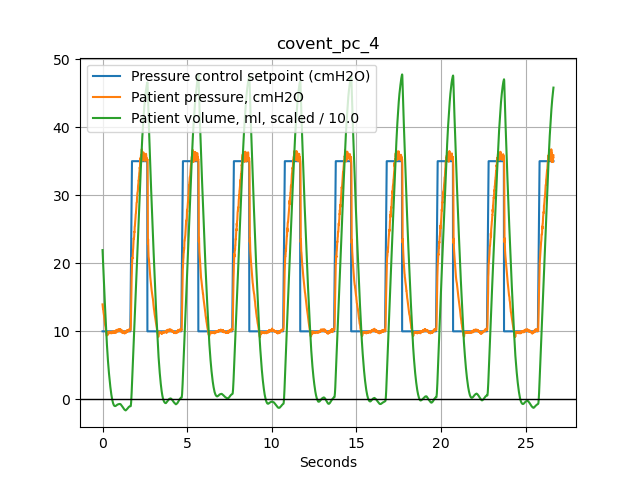 covent_pc_4
50
40
30
20
10
0
Pressure control setpoint (cmH2O)
Patient pressure, cmH2O
Patient volume, ml, scaled / 10.0
0 5 10 15 20 25
Seconds